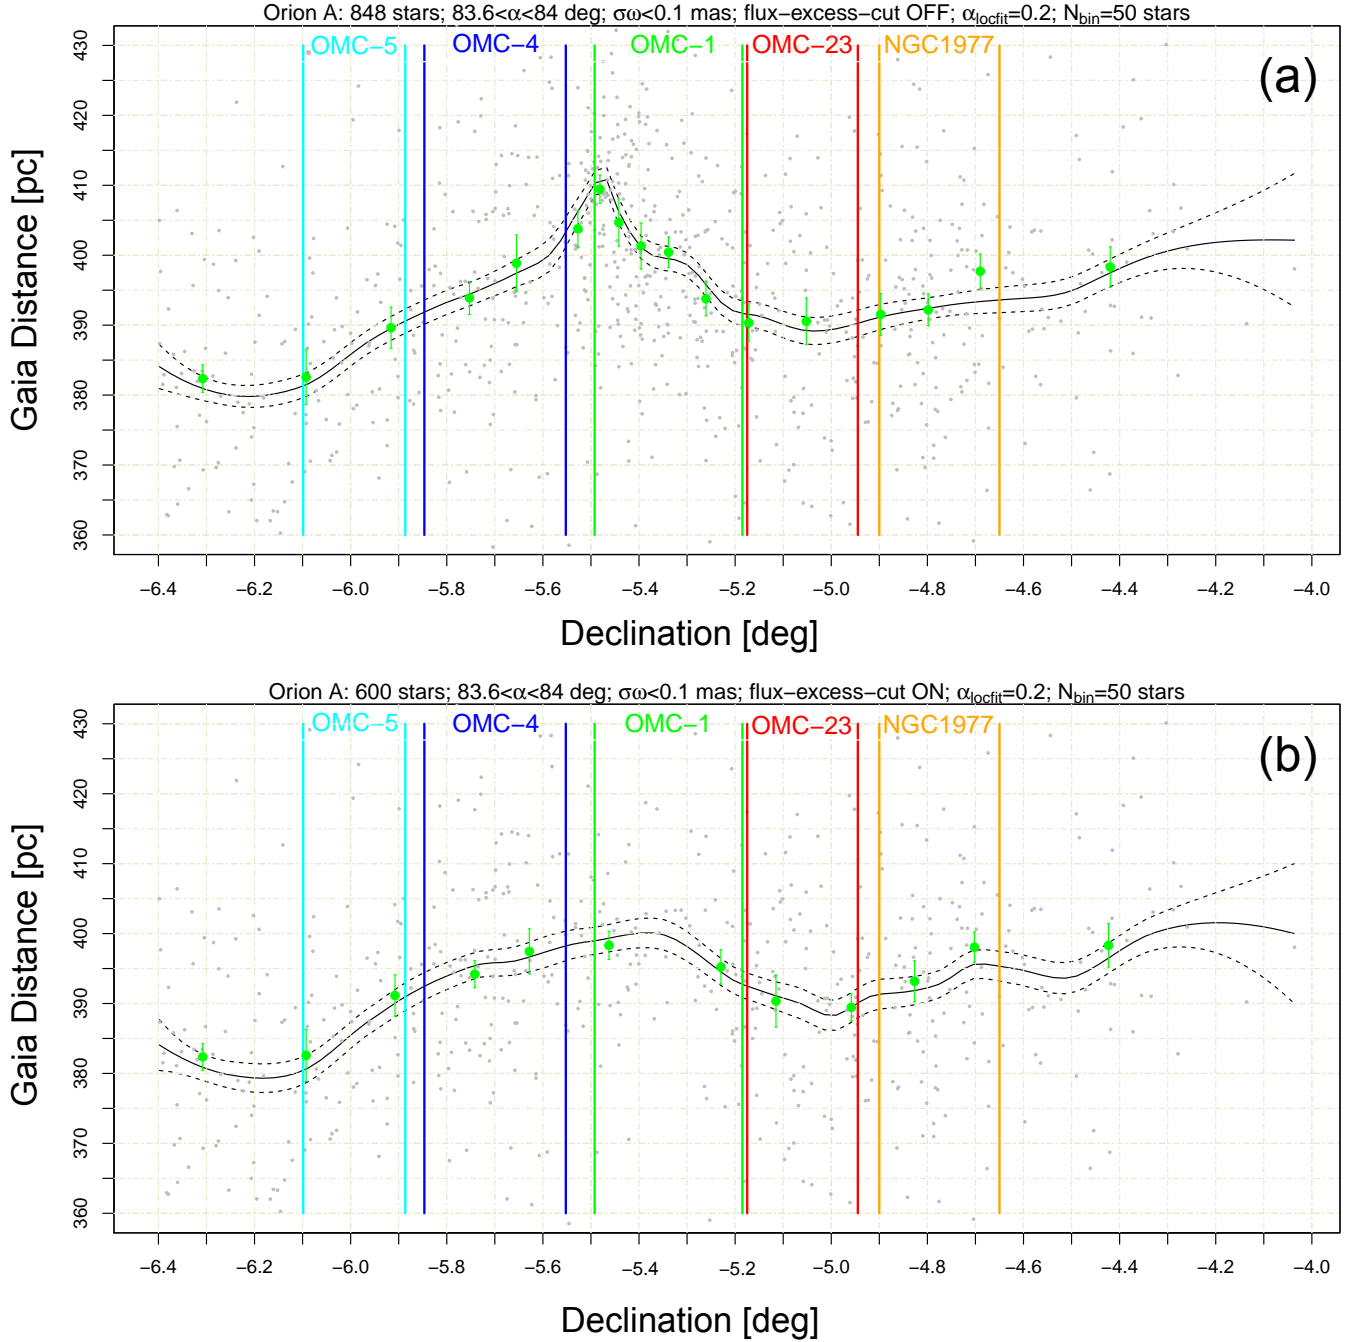 Orion A: 848 stars; 83.6<α<84 deg; σω<0.1 mas; flux−excess−cut OFF; αlocfit=0.2; Nbin=50 stars
OMC−5 OMC−4 OMC−1 OMC−23 NGC1977
(a)
430
420
410
400
390
380
370
360
Gaia Distance [pc]
−6.4 −6.2 −6.0 −5.8 −5.6 −5.4 −5.2 −5.0 −4.8 −4.6 −4.4 −4.2 −4.0
Declination [deg]
Orion A: 600 stars; 83.6<α<84 deg; σω<0.1 mas; flux−excess−cut ON; αlocfit=0.2; Nbin=50 stars
OMC−5 OMC−4 OMC−1 OMC−23 NGC1977
(b)
430
420
410
400
390
380
370
360
Gaia Distance [pc]
−6.4 −6.2 −6.0 −5.8 −5.6 −5.4 −5.2 −5.0 −4.8 −4.6 −4.4 −4.2 −4.0
Declination [deg]